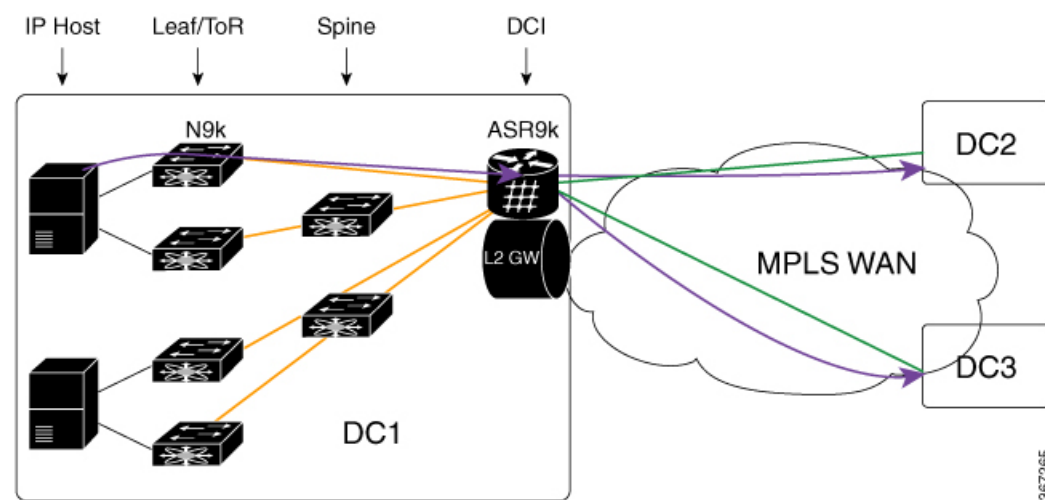 IP Host
Leaf/ToR
Spine
DCI
N9k
ASR9k
L2 GW
DC1
MPLS WAN
DC2
DC3